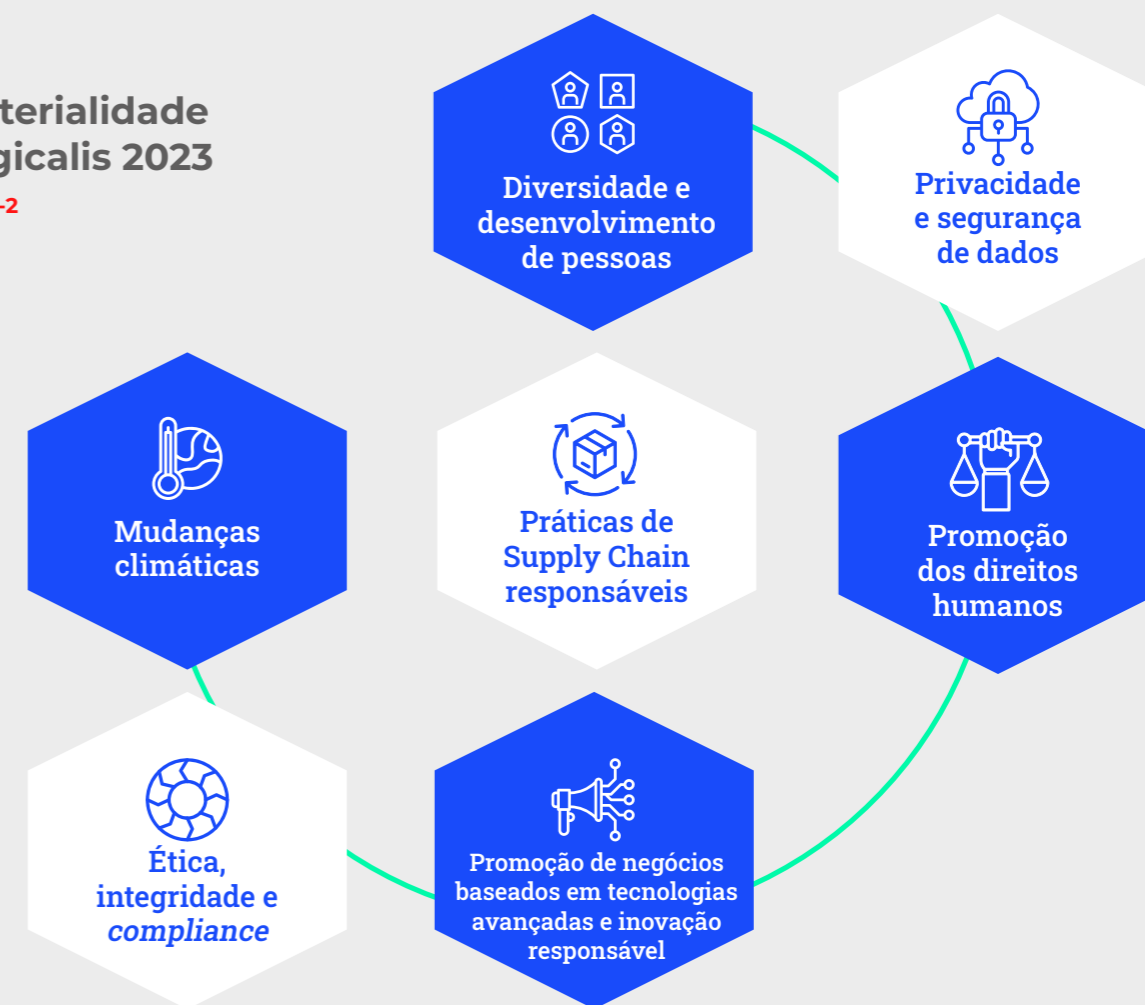 terialidade
gicalis 2023
-2
Diversidade e
desenvolvimento
de pessoas
Privacidade
e segurança
de dados
Mudanças
climáticas
Práticas de
Supply Chain
responsáveis
Promoção
dos direitos
humanos
Ética,
integridade e
compliance
Promoção de negócios
baseados em tecnologias
avançadas e inovação
responsável